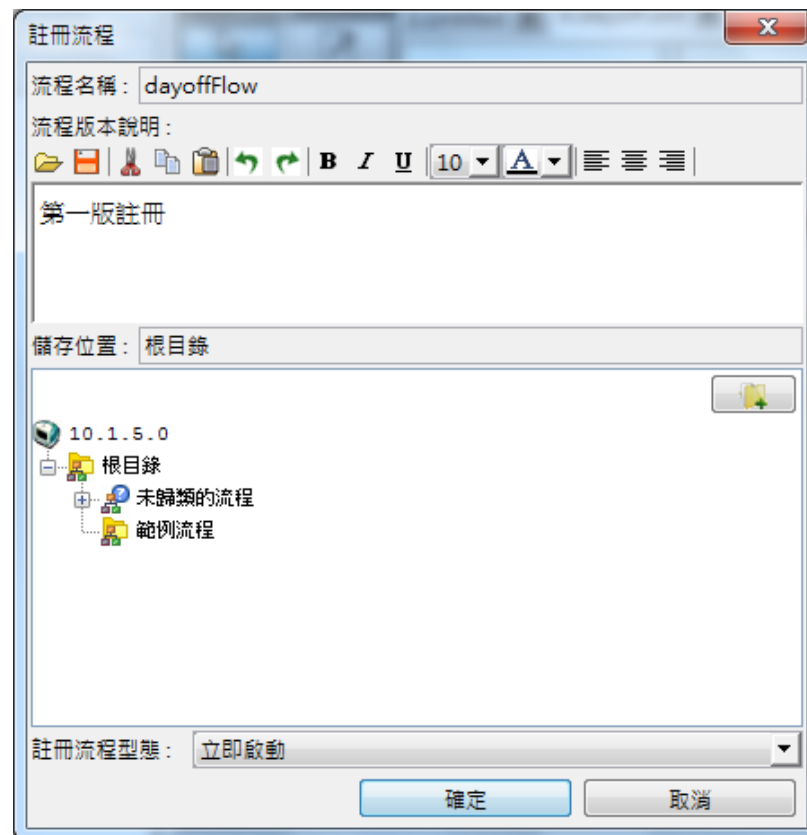 註冊流程
流程名稱： dayoffFlow
流程版本說明：
B I U 10 A
第一版註冊
儲存位置： 根目錄
10.1.5.0
根目錄
未歸類的流程
範例流程
註冊流程型態： 立即啟動
確定 取消